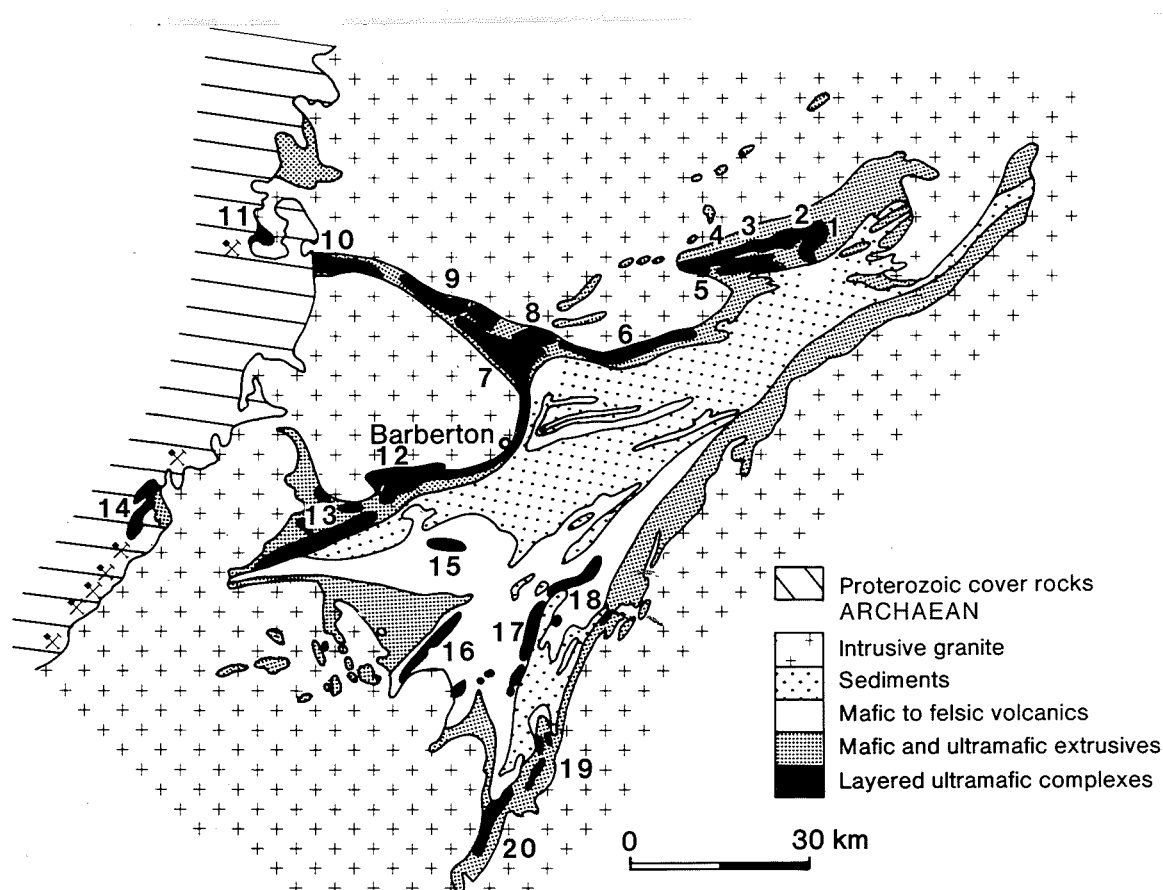 1
2
3
4
5
6
7
8
9
10
11
Barberton
12
13
14
15
16
17
18
19
20
Proterozoic cover rocks
ARCHAEAN
Intrusive granite
Sediments
Mafic to felsic volcanics
Mafic and ultramafic extrusives
Layered ultramafic complexes
0 30 km